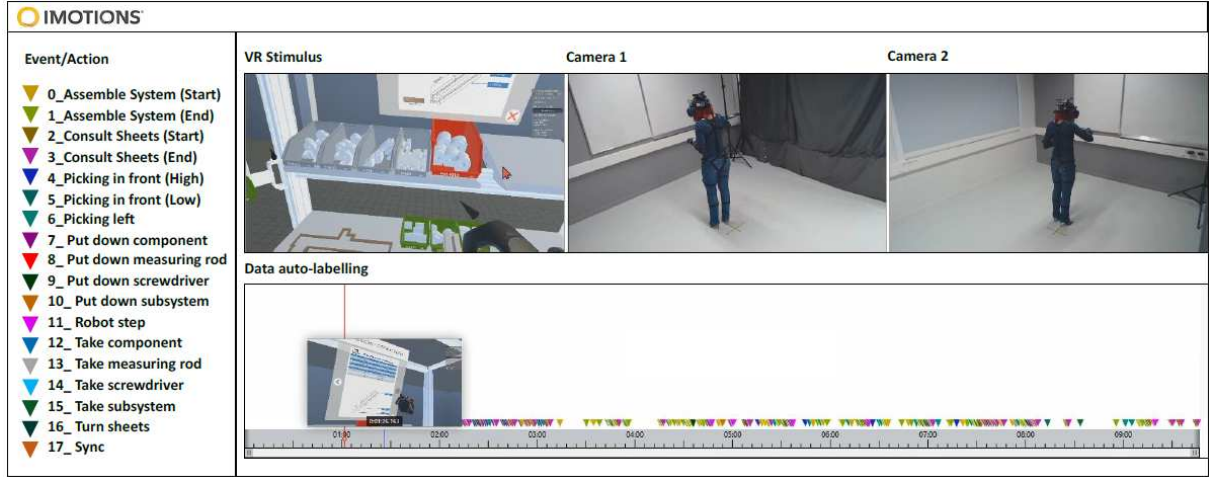 IMOTIONS
Event/Action
0_Assemble System (Start)
1_Assemble System (End)
2_Consult Sheets (Start)
3_Consult Sheets (End)
4_Picking in front (High)
5_Picking in front (Low)
6_Picking left
7_ Put down component
8_ Put down measuring rod
9_ Put down screwdriver
10_ Put down subsystem
11_ Robot step
12_ Take component
13_ Take measuring rod
14_ Take screwdriver
15_ Take subsystem
16_ Turn sheets
17_ Sync
VR Stimulus
Camera 1
Camera 2
Data auto-labelling
01:00 02:00 03:00 04:00 05:00 06:00 07:00 08:00 09:00